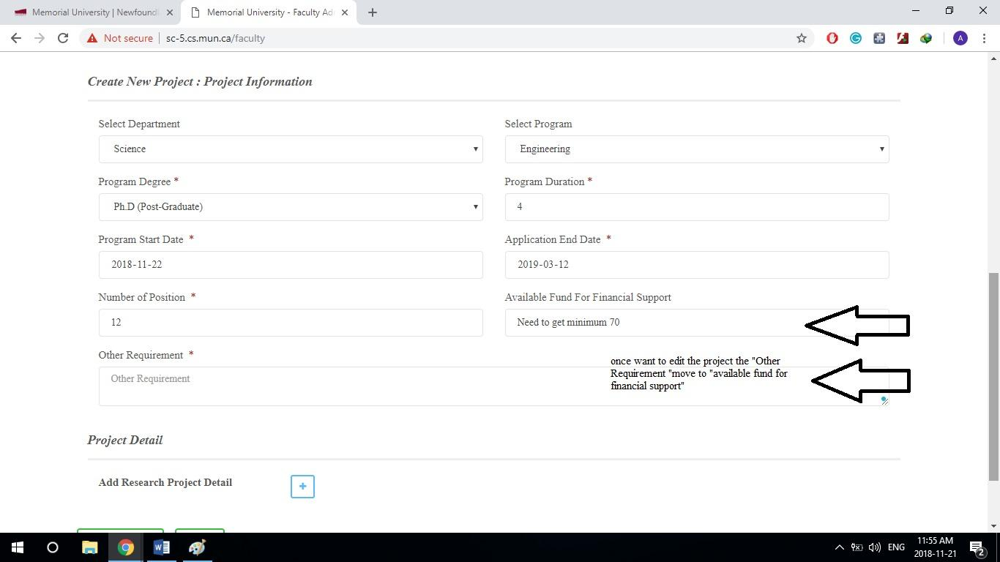 Memorial University | Newfound
Memorial University - Faculty Ad
Not secure
sc-5.cs.mun.ca/faculty
A
Create New Project : Project Information
Select Department
Select Program
Science
Engineering
Program Degree *
Program Duration *
Ph.D (Post-Graduate)
4
Program Start Date *
Application End Date *
2018-11-22
2019-03-12
Number of Position *
Available Fund For Financial Support
12
Need to get minimum 70
Other Requirement *
Other Requirement
once want to edit the project the "Other
Requirement "move to "available fund for
financial support"
Project Detail
Add Research Project Detail
+
ENG
11:55 AM
2018-11-21
2